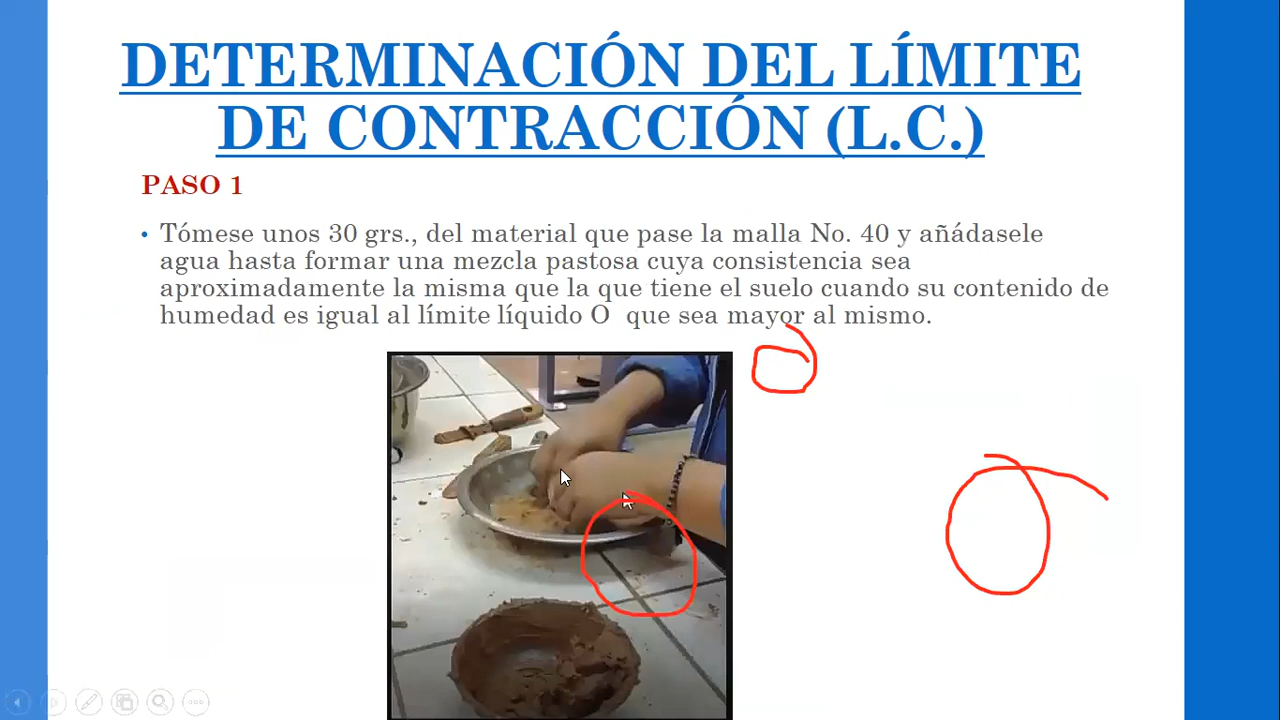 DETERMINACIÓN DEL LÍMITE
DE CONTRACCIÓN (L.C.)
PASO 1
• Tómese unos 30 grs., del material que pase la malla No. 40 y añádasele
agua hasta formar una mezcla pastosa cuya consistencia sea
aproximadamente la misma que la que tiene el suelo cuando su contenido de
humedad es igual al límite líquido O  que sea mayor al mismo.